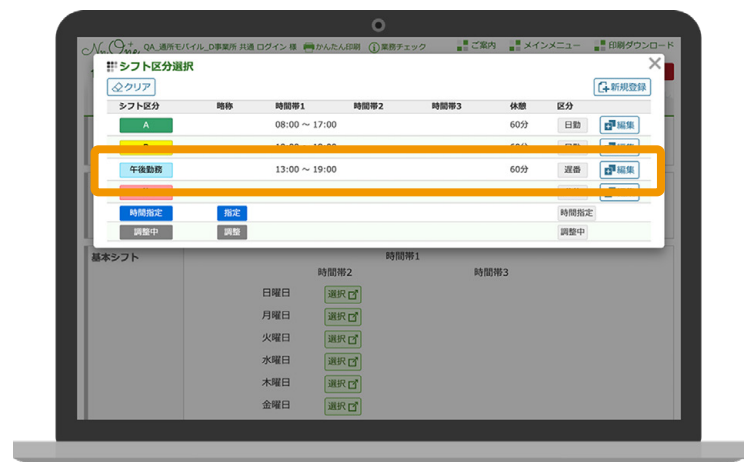 Nu.One, QA_通所モバイル_D事業所 共通 ログイン 様 かんたん印刷 業務チェック ご案内 メインメニュー 印刷ダウンロード
シフト区分選択
クリア 新規登録
シフト区分 略称 時間帯1 時間帯2 時間帯3 休憩 区分
A 08:00 ～ 17:00 60分 日勤 編集
午後勤務 13:00 ～ 19:00 60分 遅番 編集
時間指定 指定 時間指定
調整中 調整 調整中
基本シフト 時間帯1
時間帯2 時間帯3
日曜日 選択
月曜日 選択
火曜日 選択
水曜日 選択
木曜日 選択
金曜日 選択